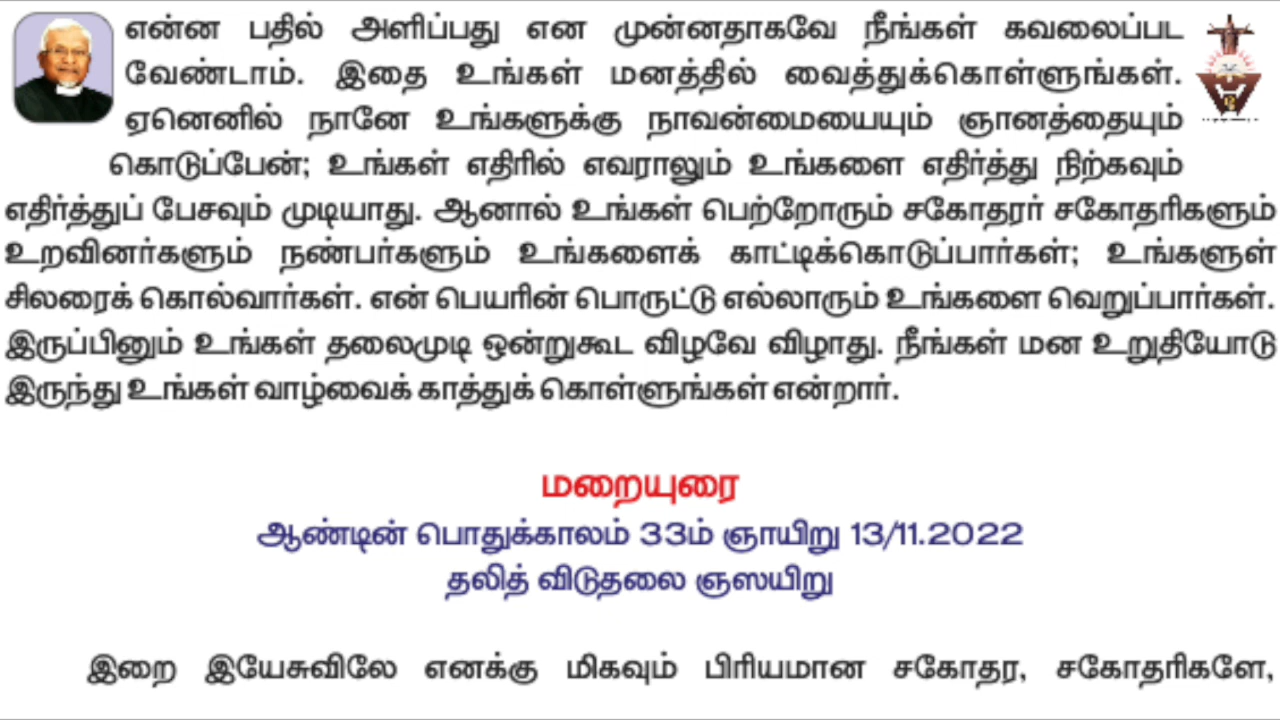 என்ன பதில் அளிப்பது என முன்னதாகவே நீங்கள் கவலைப்பட
வேண்டாம். இதை உங்கள் மனத்தில் வைத்துக்கொள்ளுங்கள்.
ஏனெனில் நானே உங்களுக்கு நாவன்மையையும் ஞானத்தையும்
கொடுப்பேன்; உங்கள் எதிரில் எவராலும் உங்களை எதிர்த்து நிற்கவும்
எதிர்த்துப் பேசவும் முடியாது. ஆனால் உங்கள் பெற்றோரும் சகோதரர் சகோதரிகளும்
உறவினர்களும் நண்பர்களும் உங்களைக் காட்டிக்கொடுப்பார்கள்; உங்களுள்
சிலரைக் கொல்வார்கள். என் பெயரின் பொருட்டு எல்லாரும் உங்களை வெறுப்பார்கள்.
இருப்பினும் உங்கள் தலைமுடி ஒன்றுகூட விழவே விழாது. நீங்கள் மன உறுதியோடு
இருந்து உங்கள் வாழ்வைக் காத்துக் கொள்ளுங்கள் என்றார்.
மறையுரை
ஆண்டின் பொதுக்காலம் 33ம் ஞாயிறு 13/11.2022
தலித் விடுதலை ஞஸயிறு
இறை இயேசுவிலே எனக்கு மிகவும் பிரியமான சகோதர, சகோதரிகளே,